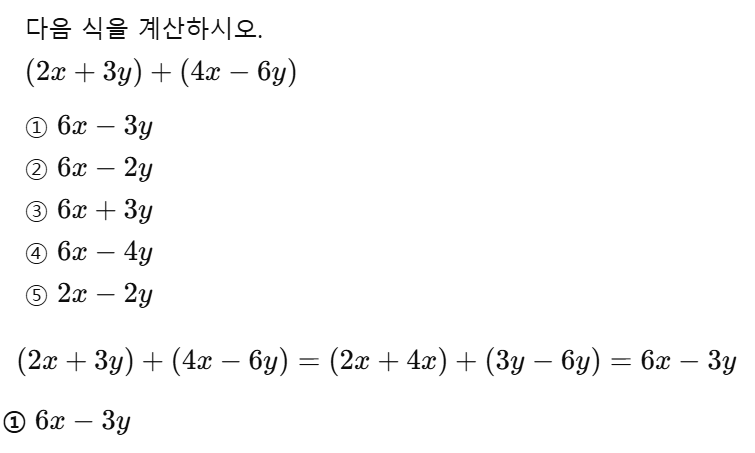 다음 식을 계산하시오.
(2x + 3y) + (4x − 6y)
① 6x − 3y
② 6x − 2y
③ 6x + 3y
④ 6x − 4y
⑤ 2x − 2y
(2x + 3y) + (4x − 6y) = (2x + 4x) + (3y − 6y) = 6x − 3y
① 6x − 3y